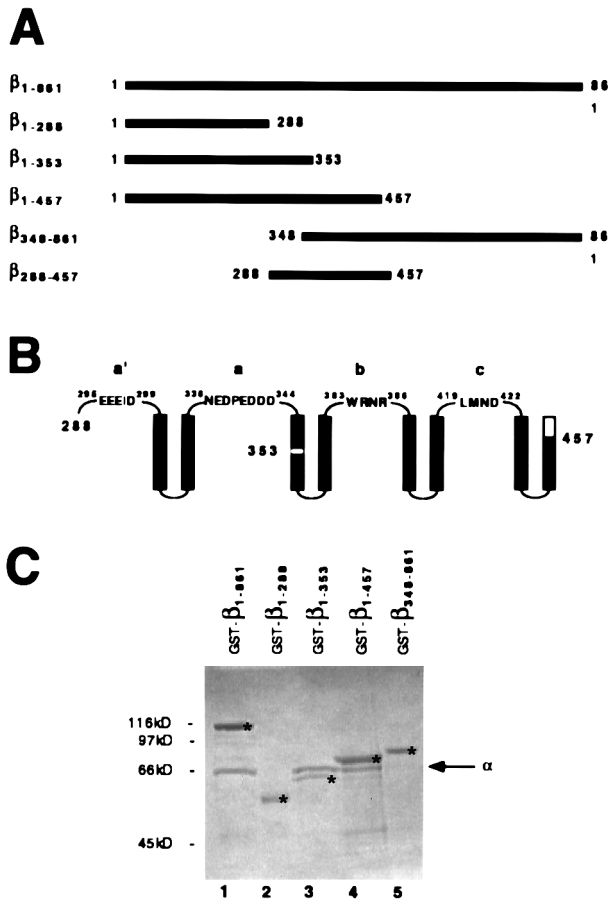 A
β1-861 1 86
1
β1-288 1 288
β1-353 1 353
β1-457 1 457
β348-861 348 86
1
β288-457 288 457
B
a' a b c
288 296 EEEID 299 338 NEDPEDDD 344 383 WRNR 386 419 LMND 422
353 457
C
GST-β1-861 GST-β1-288 GST-β1-353 GST-β1-457 GST-β348-861
116kD -
97kD -
66kD -
45kD -
* * * * *
α
1 2 3 4 5